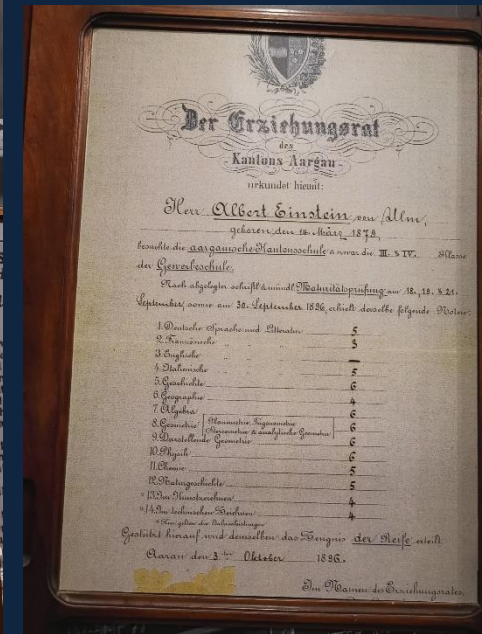 Der Erziehungsrat
des
Kantons Aargau
urkundet hiemit:
Herr Albert Einstein von Ulm,
geboren den 14. März 1879,
besuchte die aargauische Kantonsschule & zwar die III. & IV. Klasse
der Gewerbeschule.
Nach abgelegter schriftl. & mündl. Maturitätsprüfung am 18., 19. & 21.
September, sowie am 30. September 1896, erhielt derselbe folgende Noten:
1. Deutsche Sprache und Litteratur 5
2. Französische " " " 3
3. Englische " " " —
4. Italienische " " " 5
5. Geschichte 6
6. Geographie 4
7. Algebra 6
8. Geometrie (Planimetrie, Trigonometrie 6
Stereometrie & analytische Geometrie)
9. Darstellende Geometrie 6
10. Physik 6
11. Chemie 5
12. Naturgeschichte 5
* 13. Im Kunstzeichnen 4
* 14. Im technischen Zeichnen 4
* Hier gelten die Jahresleistungen
Gestützt hierauf wird demselben das Zeugnis der Reife erteilt.
Aarau den 3ten Oktober 1896.
Im Namen des Erziehungsrates,